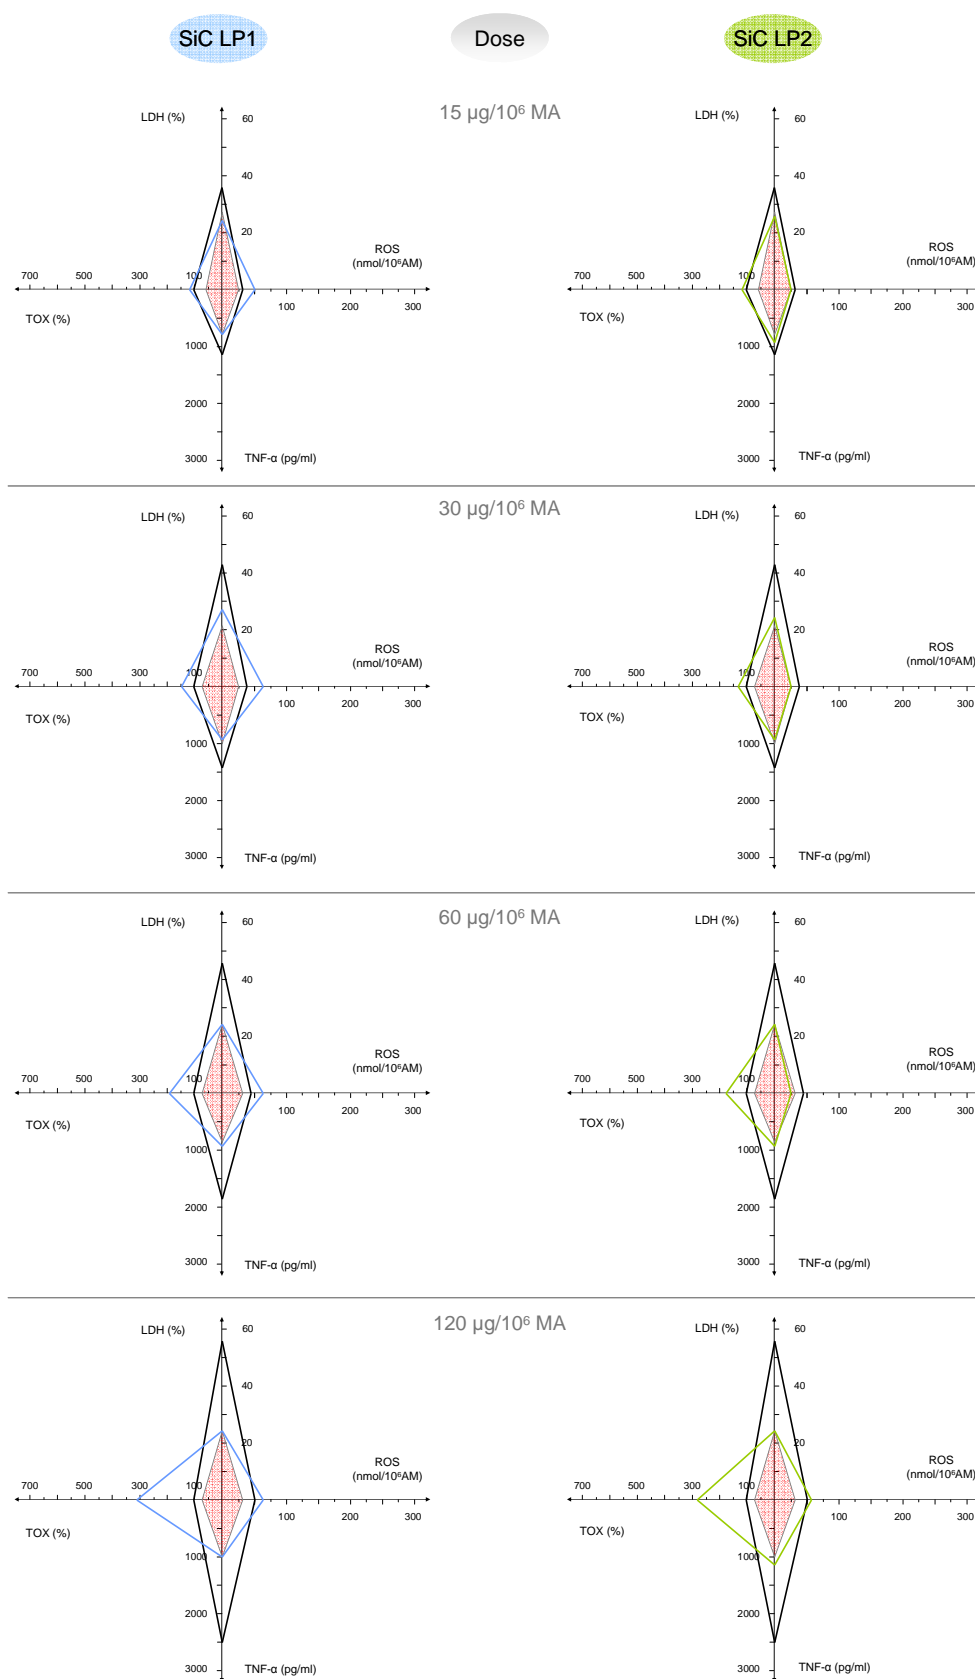 SiC LP1 Dose SiC LP2
15 µg/10⁶ MA
LDH (%) 60 LDH (%) 60
40 40
20 20
ROS ROS
(nmol/10⁶AM) (nmol/10⁶AM)
700 500 300 100 700 500 300 100
100 200 300 100 200 300
TOX (%) TOX (%)
1000 1000
2000 2000
3000 TNF-α (pg/ml) 3000 TNF-α (pg/ml)
30 µg/10⁶ MA
LDH (%) 60 LDH (%) 60
40 40
20 20
ROS ROS
(nmol/10⁶AM) (nmol/10⁶AM)
700 500 300 100 700 500 300 100
100 200 300 100 200 300
TOX (%) TOX (%)
1000 1000
2000 2000
3000 TNF-α (pg/ml) 3000 TNF-α (pg/ml)
60 µg/10⁶ MA
LDH (%) 60 LDH (%) 60
40 40
20 20
ROS ROS
(nmol/10⁶AM) (nmol/10⁶AM)
700 500 300 100 700 500 300 100
100 200 300 100 200 300
TOX (%) TOX (%)
1000 1000
2000 2000
3000 TNF-α (pg/ml) 3000 TNF-α (pg/ml)
120 µg/10⁶ MA
LDH (%) 60 LDH (%) 60
40 40
20 20
ROS ROS
(nmol/10⁶AM) (nmol/10⁶AM)
700 500 300 100 700 500 300 100
100 200 300 100 200 300
TOX (%) TOX (%)
1000 1000
2000 2000
3000 TNF-α (pg/ml) 3000 TNF-α (pg/ml)